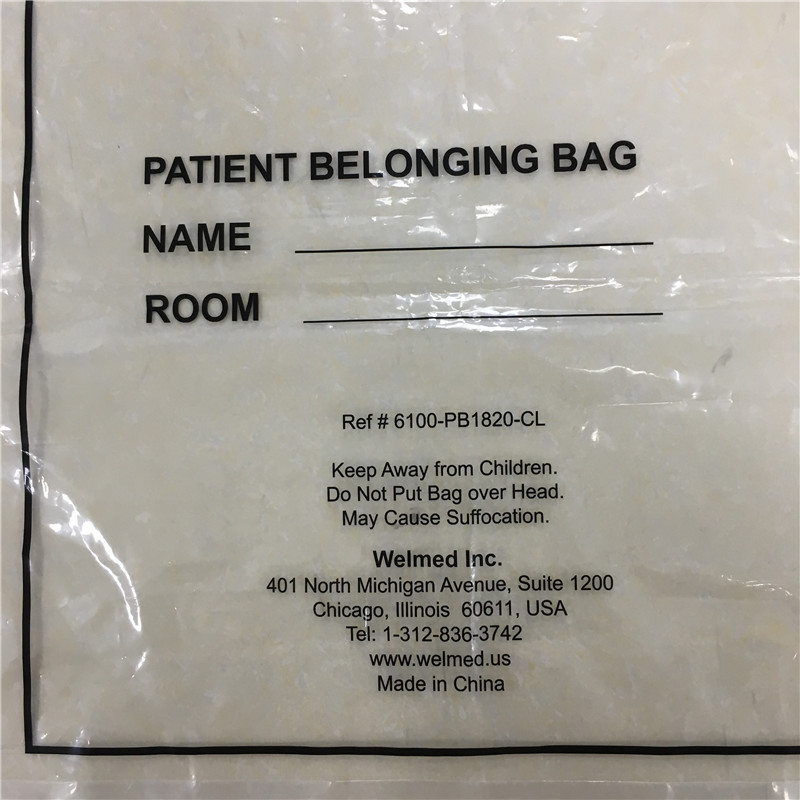 PATIENT BELONGING BAG
NAME
ROOM
Ref # 6100-PB1820-CL
Keep Away from Children.
Do Not Put Bag over Head.
May Cause Suffocation.
Welmed Inc.
401 North Michigan Avenue, Suite 1200
Chicago, Illinois 60611, USA
Tel: 1-312-836-3742
www.welmed.us
Made in China